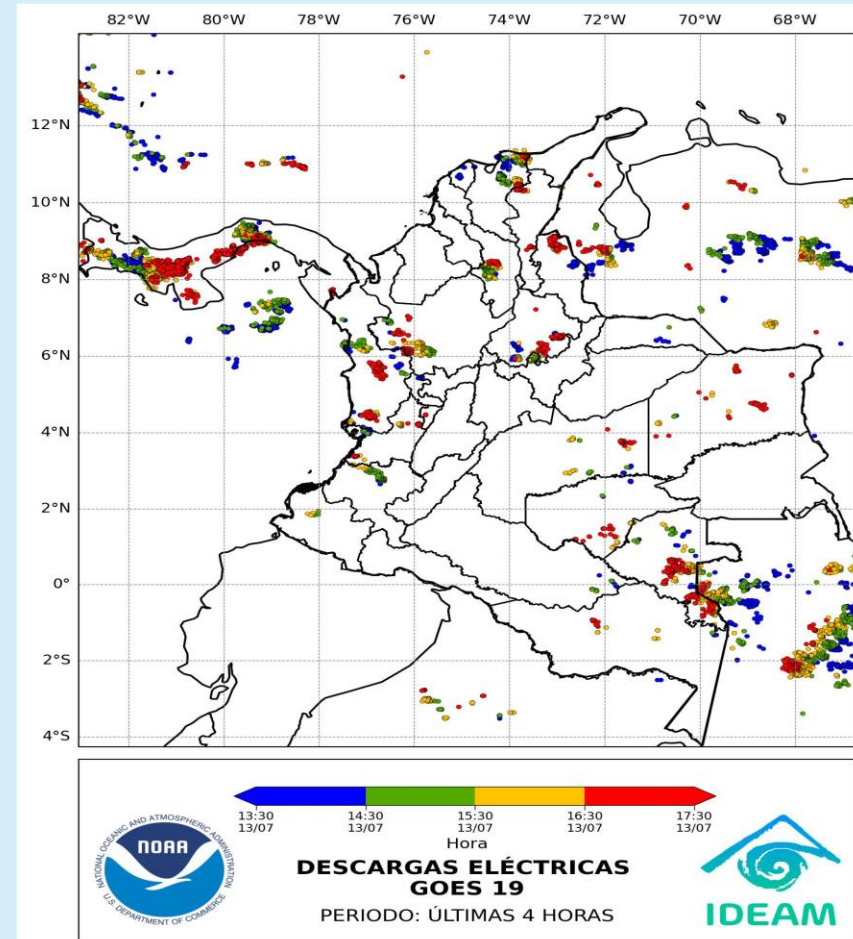 82°W 80°W 78°W 76°W 74°W 72°W 70°W 68°W
12°N
10°N
8°N
6°N
4°N
2°N
0°
2°S
4°S
13:30 14:30 15:30 16:30 17:30
13/07 13/07 13/07 13/07 13/07
Hora
DESCARGAS ELÉCTRICAS
GOES 19
PERIODO: ÚLTIMAS 4 HORAS
NATIONAL OCEANIC AND ATMOSPHERIC ADMINISTRATION
NOAA
U.S. DEPARTMENT OF COMMERCE
IDEAM